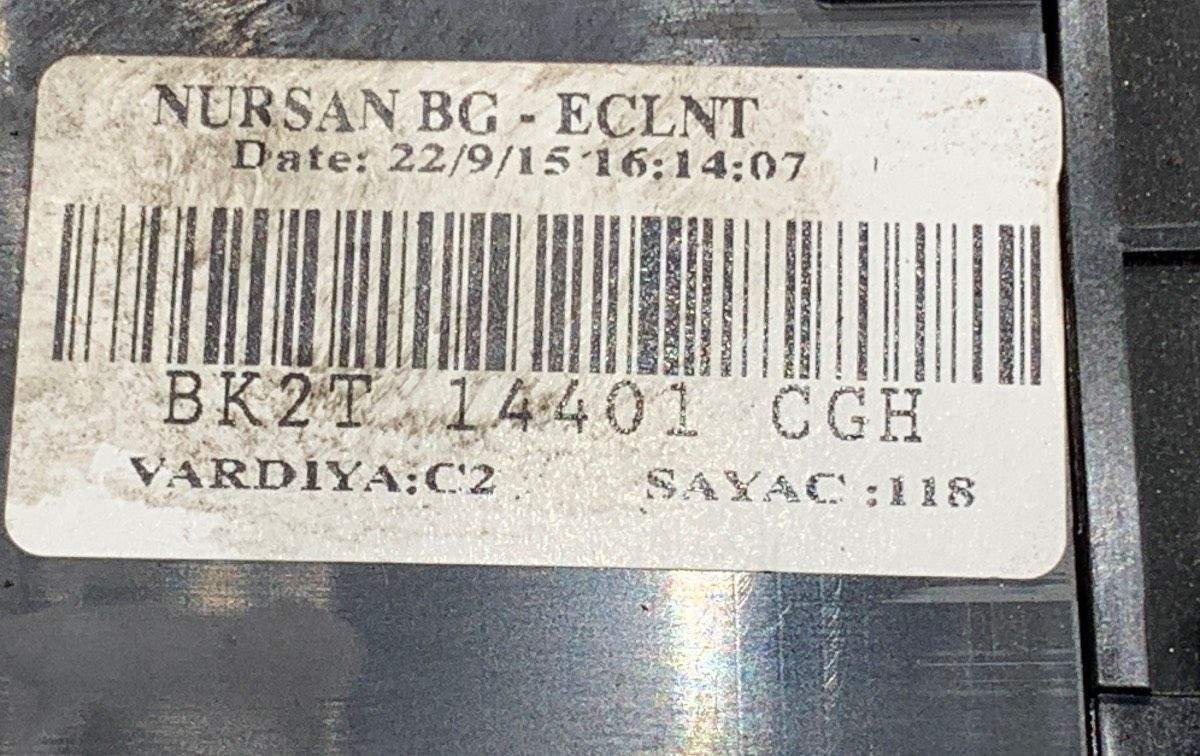 NURSAN BG - ECLNT
Date: 22/9/15 16:14:07
BK2T 14401 CGH
VARDIYA:C2 SAYAC :118